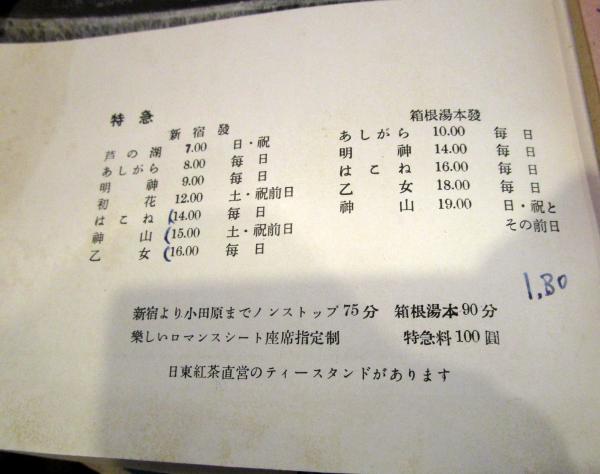 特急
新宿發
芦の湖 7.00 日・祝
あしがら 8.00 毎日
明神 9.00 毎日
初花 12.00 土・祝前日
はこね (14.00 毎日
神山 (15.00 土・祝前日
乙女 (16.00 毎日
箱根湯本發
あしがら 10.00 毎日
明神 14.00 毎日
はこね 16.00 毎日
乙女 18.00 毎日
神山 19.00 日・祝と
その前日
1,80
新宿より小田原までノンストップ75分 箱根湯本90分
樂しいロマンスシート座席指定制 特急料100圓
日東紅茶直営のティースタンドがあります